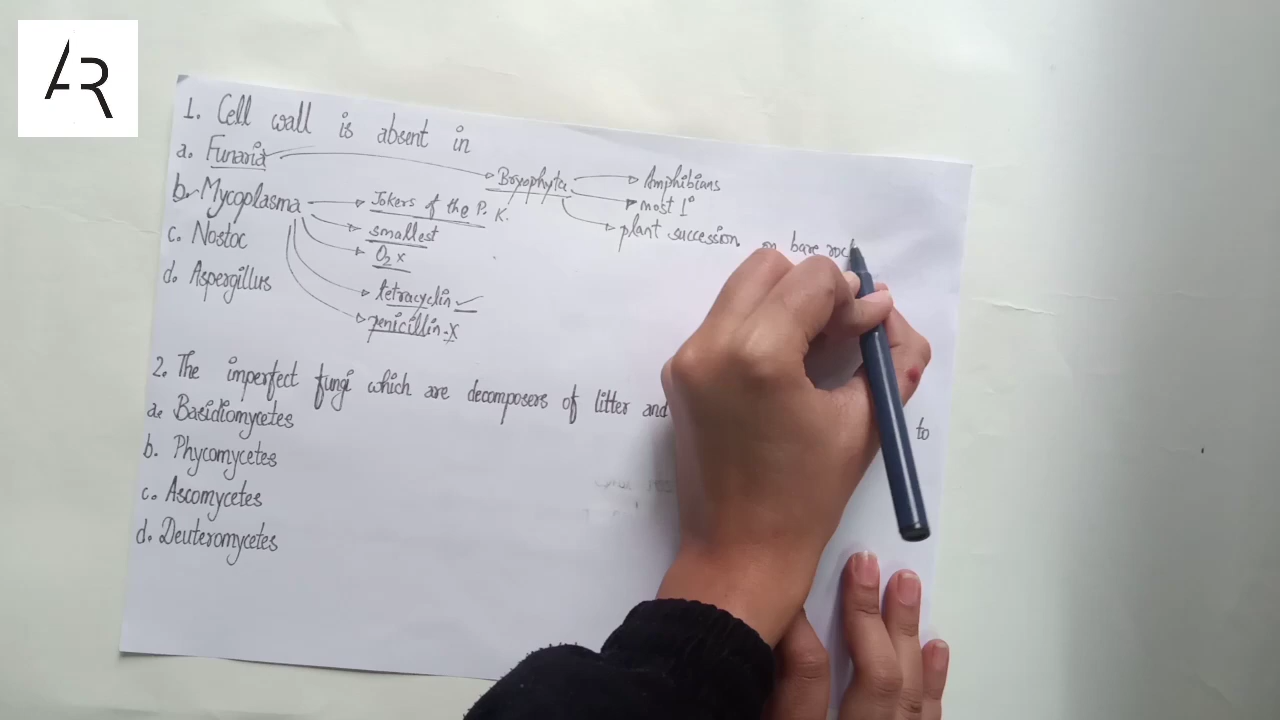 AR
1. Cell wall is absent in
a. Funaria
Bryophyta
Amphibians
most 1°
plant succession on bare rock
b. Mycoplasma
Jokers of the P. K.
smallest
O2 x
tetracyclin ✓
penicillin - x
c. Nostoc
d. Aspergillus
2. The imperfect fungi which are decomposers of litter and
to
a. Basidiomycetes
b. Phycomycetes
c. Ascomycetes
d. Deuteromycetes